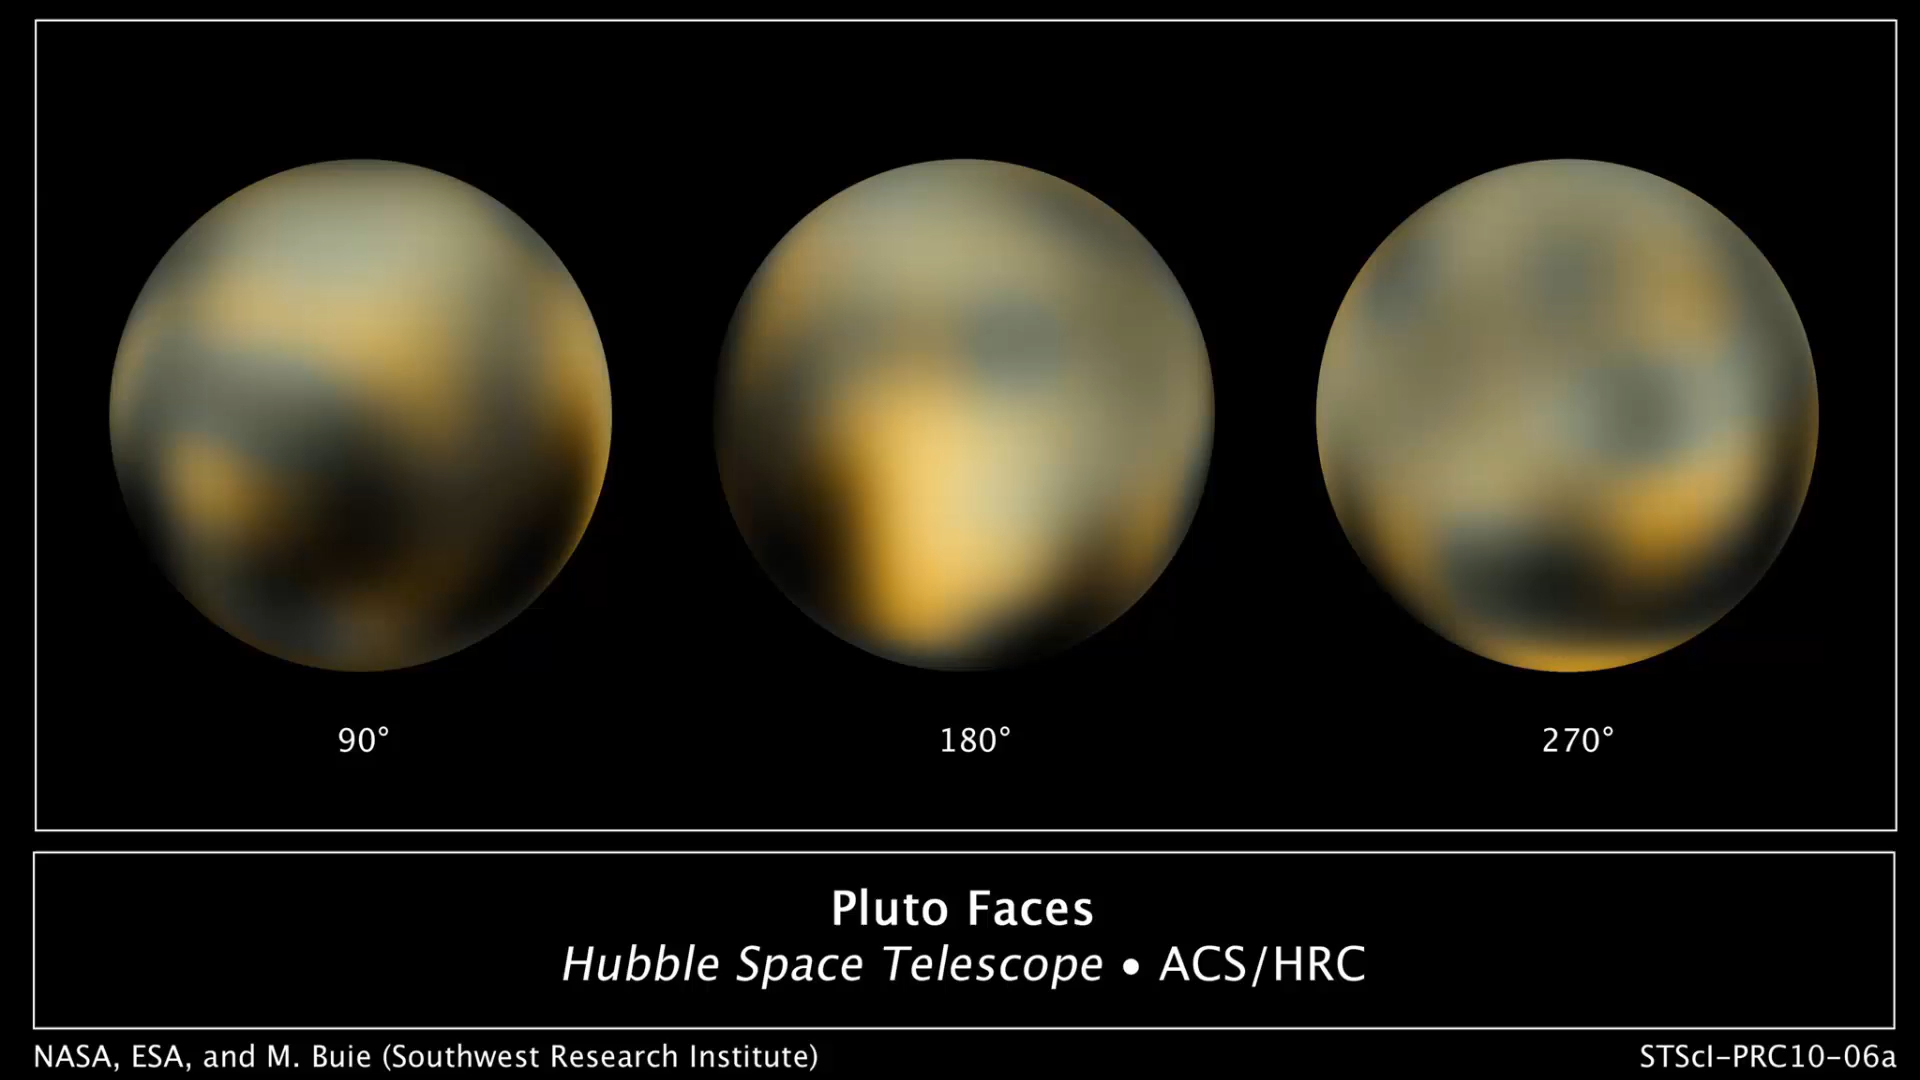 90°
180°
270°
Pluto Faces
Hubble Space Telescope • ACS/HRC
NASA, ESA, and M. Buie (Southwest Research Institute)
STScI-PRC10-06a